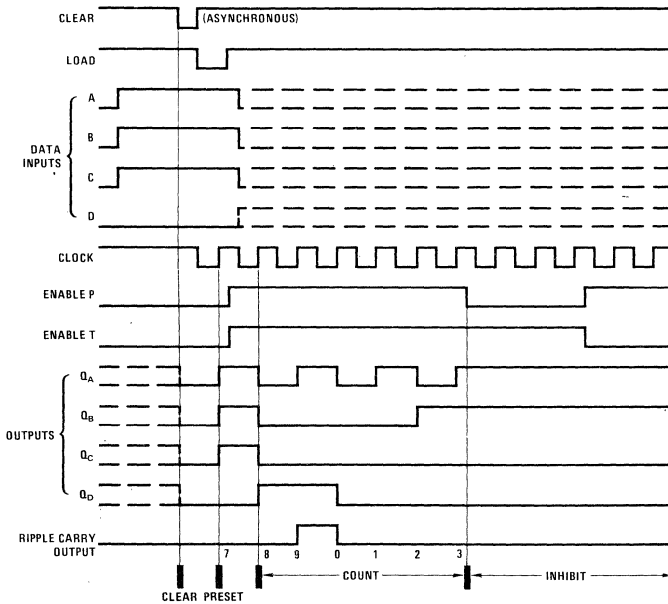 CLEAR
(ASYNCHRONOUS)
LOAD
A
B
DATA
INPUTS
C
D
CLOCK
ENABLE P
ENABLE T
QA
QB
OUTPUTS
QC
QD
RIPPLE CARRY
OUTPUT
7 8 9 0 1 2 3
COUNT
INHIBIT
CLEAR PRESET